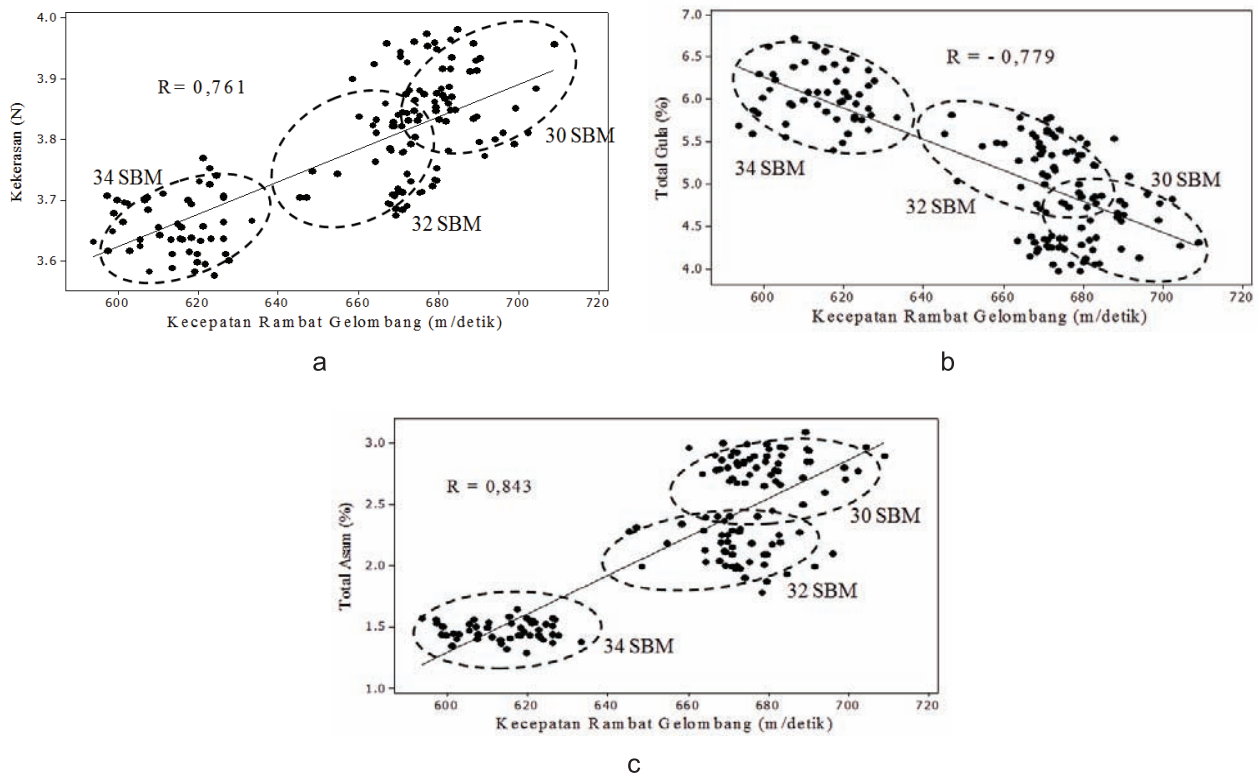 4.0
3.9
3.8
3.7
3.6
Kekerasan (N)
R= 0,761
34 SBM
30 SBM
32 SBM
600 620 640 660 680 700 720
Kecepatan Rambat Gelombang (m/detik)
a
7.0
6.5
6.0
5.5
5.0
4.5
4.0
Total Gula (%)
R = - 0,779
34 SBM
30 SBM
32 SBM
600 620 640 660 680 700 720
Kecepatan Rambat Gelombang (m/detik)
b
3.0
2.5
2.0
1.5
1.0
Total Asam (%)
R = 0,843
30 SBM
32 SBM
34 SBM
600 620 640 660 680 700 720
Kecepatan Rambat Gelombang (m/detik)
c